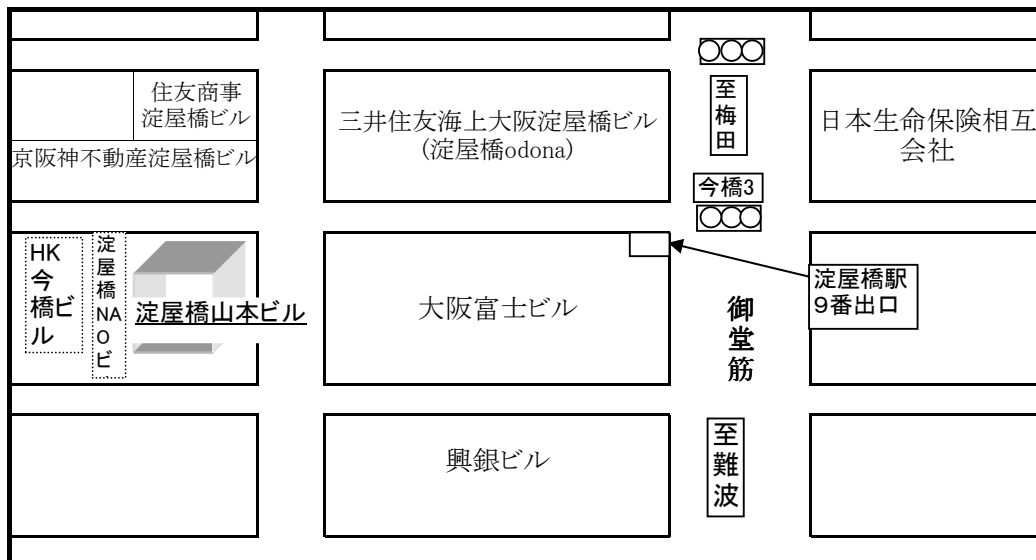 住友商事
淀屋橋ビル
京阪神不動産淀屋橋ビル
三井住友海上大阪淀屋橋ビル
(淀屋橋odona)
至
梅
田
日本生命保険相互
会社
今橋3
HK
今
橋ビ
ル
淀
屋
橋
NA
O
ビ
淀屋橋山本ビル
大阪富士ビル
御
堂
筋
淀屋橋駅
9番出口
興銀ビル
至
難
波